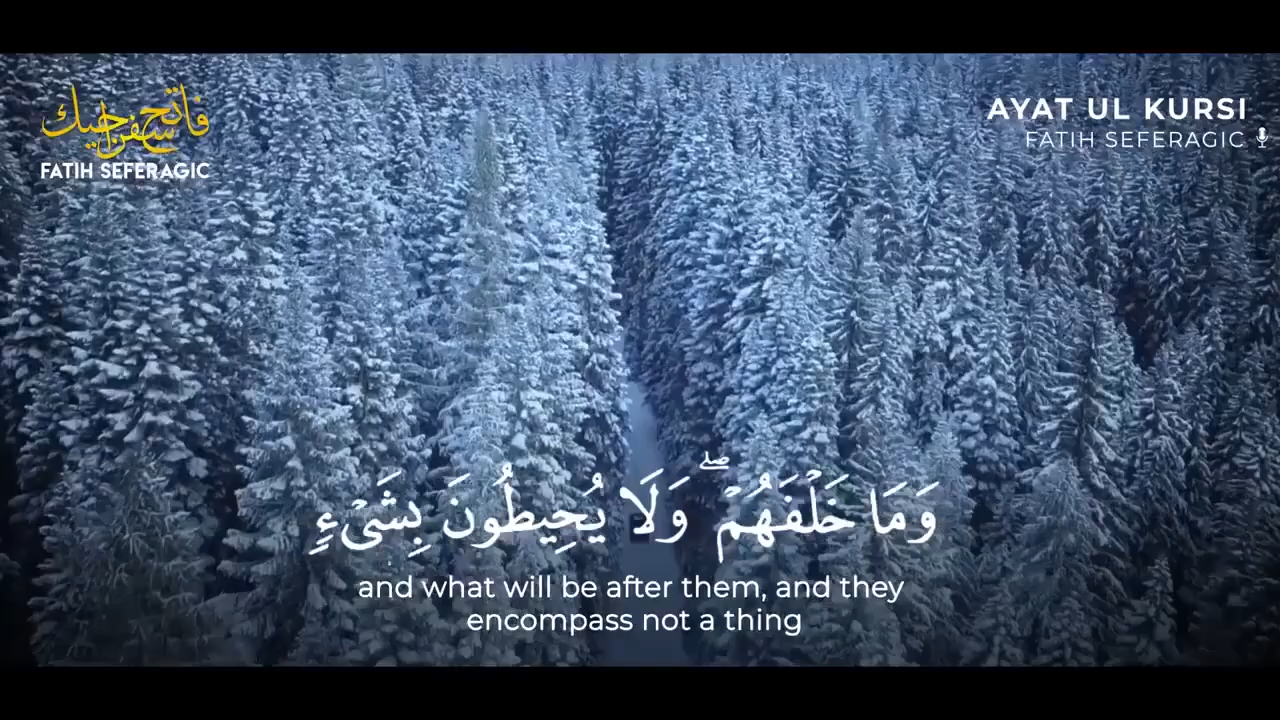 فاتح سفراجيك
FATIH SEFERAGIC
AYAT UL KURSI
FATIH SEFERAGIC
وَمَا خَلْفَهُمْ ۖ وَلَا يُحِيطُونَ بِشَىْءٍ
and what will be after them, and they
encompass not a thing